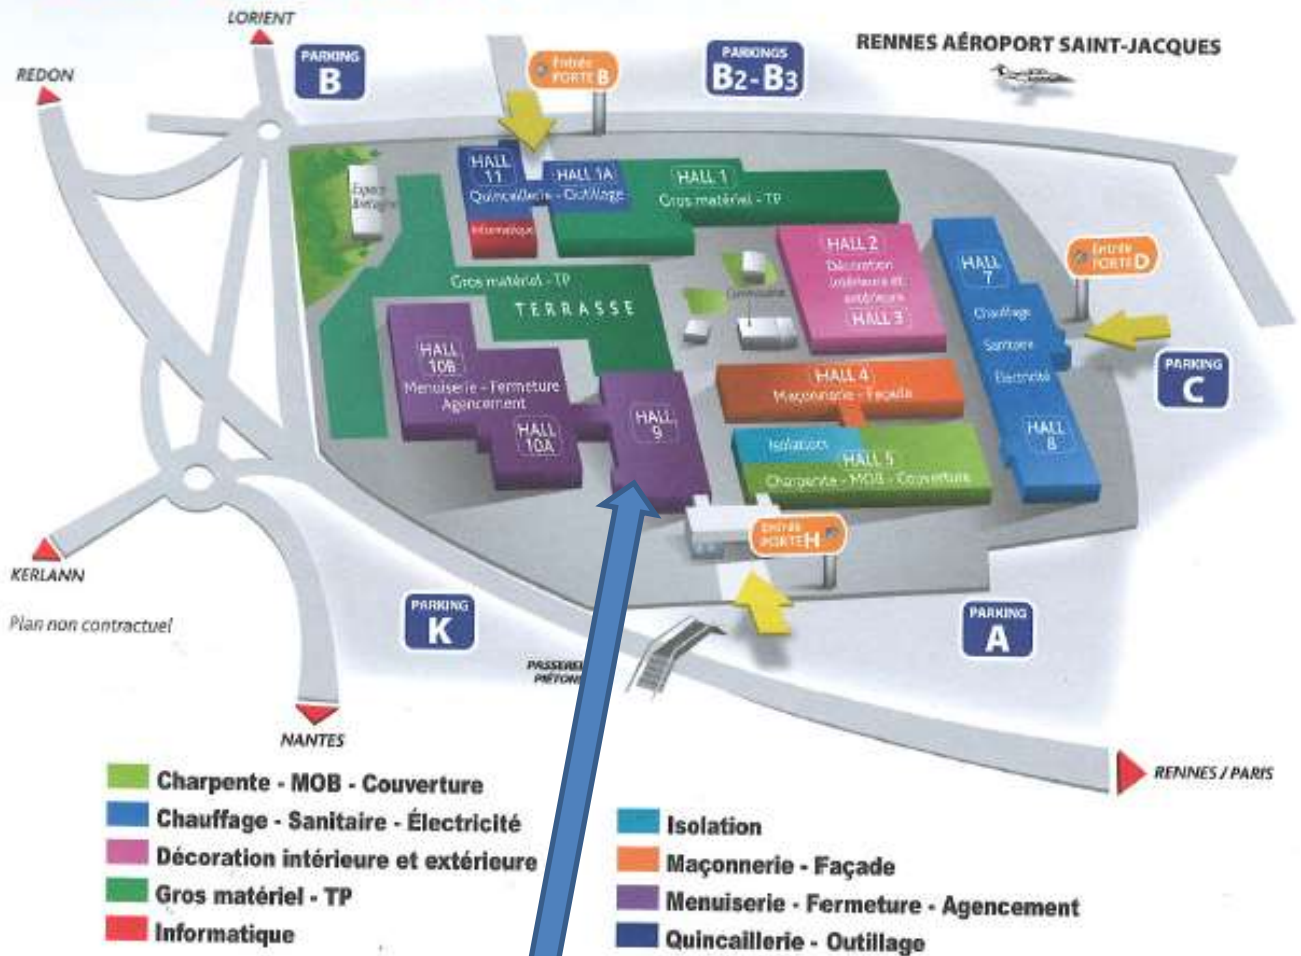 LORIENT
REDON
PARKING
B
Entrée
PORTE B
PARKINGS
B2-B3
RENNES AÉROPORT SAINT-JACQUES
Espace
Bretagne
HALL
11
HALL 1A
Quincaillerie - Outillage
Informatique
HALL 1
Gros matériel - TP
HALL 2
Décoration
intérieure et
extérieure
HALL 3
HALL
7
Chauffage
Sanitaire
Électricité
HALL
8
Entrée
PORTE D
PARKING
C
Gros matériel - TP
TERRASSE
HALL
10B
Menuiserie - Fermeture
Agencement
HALL
10A
HALL
9
HALL 4
Maçonnerie - Façade
Isolation
HALL 5
Charpente - MOB - Couverture
Entrée
PORTE H
KERLANN
Plan non contractuel
PARKING
K
PARKING
A
NANTES
RENNES / PARIS
Charpente - MOB - Couverture
Chauffage - Sanitaire - Électricité
Décoration intérieure et extérieure
Gros matériel - TP
Informatique
Isolation
Maçonnerie - Façade
Menuiserie - Fermeture - Agencement
Quincaillerie - Outillage